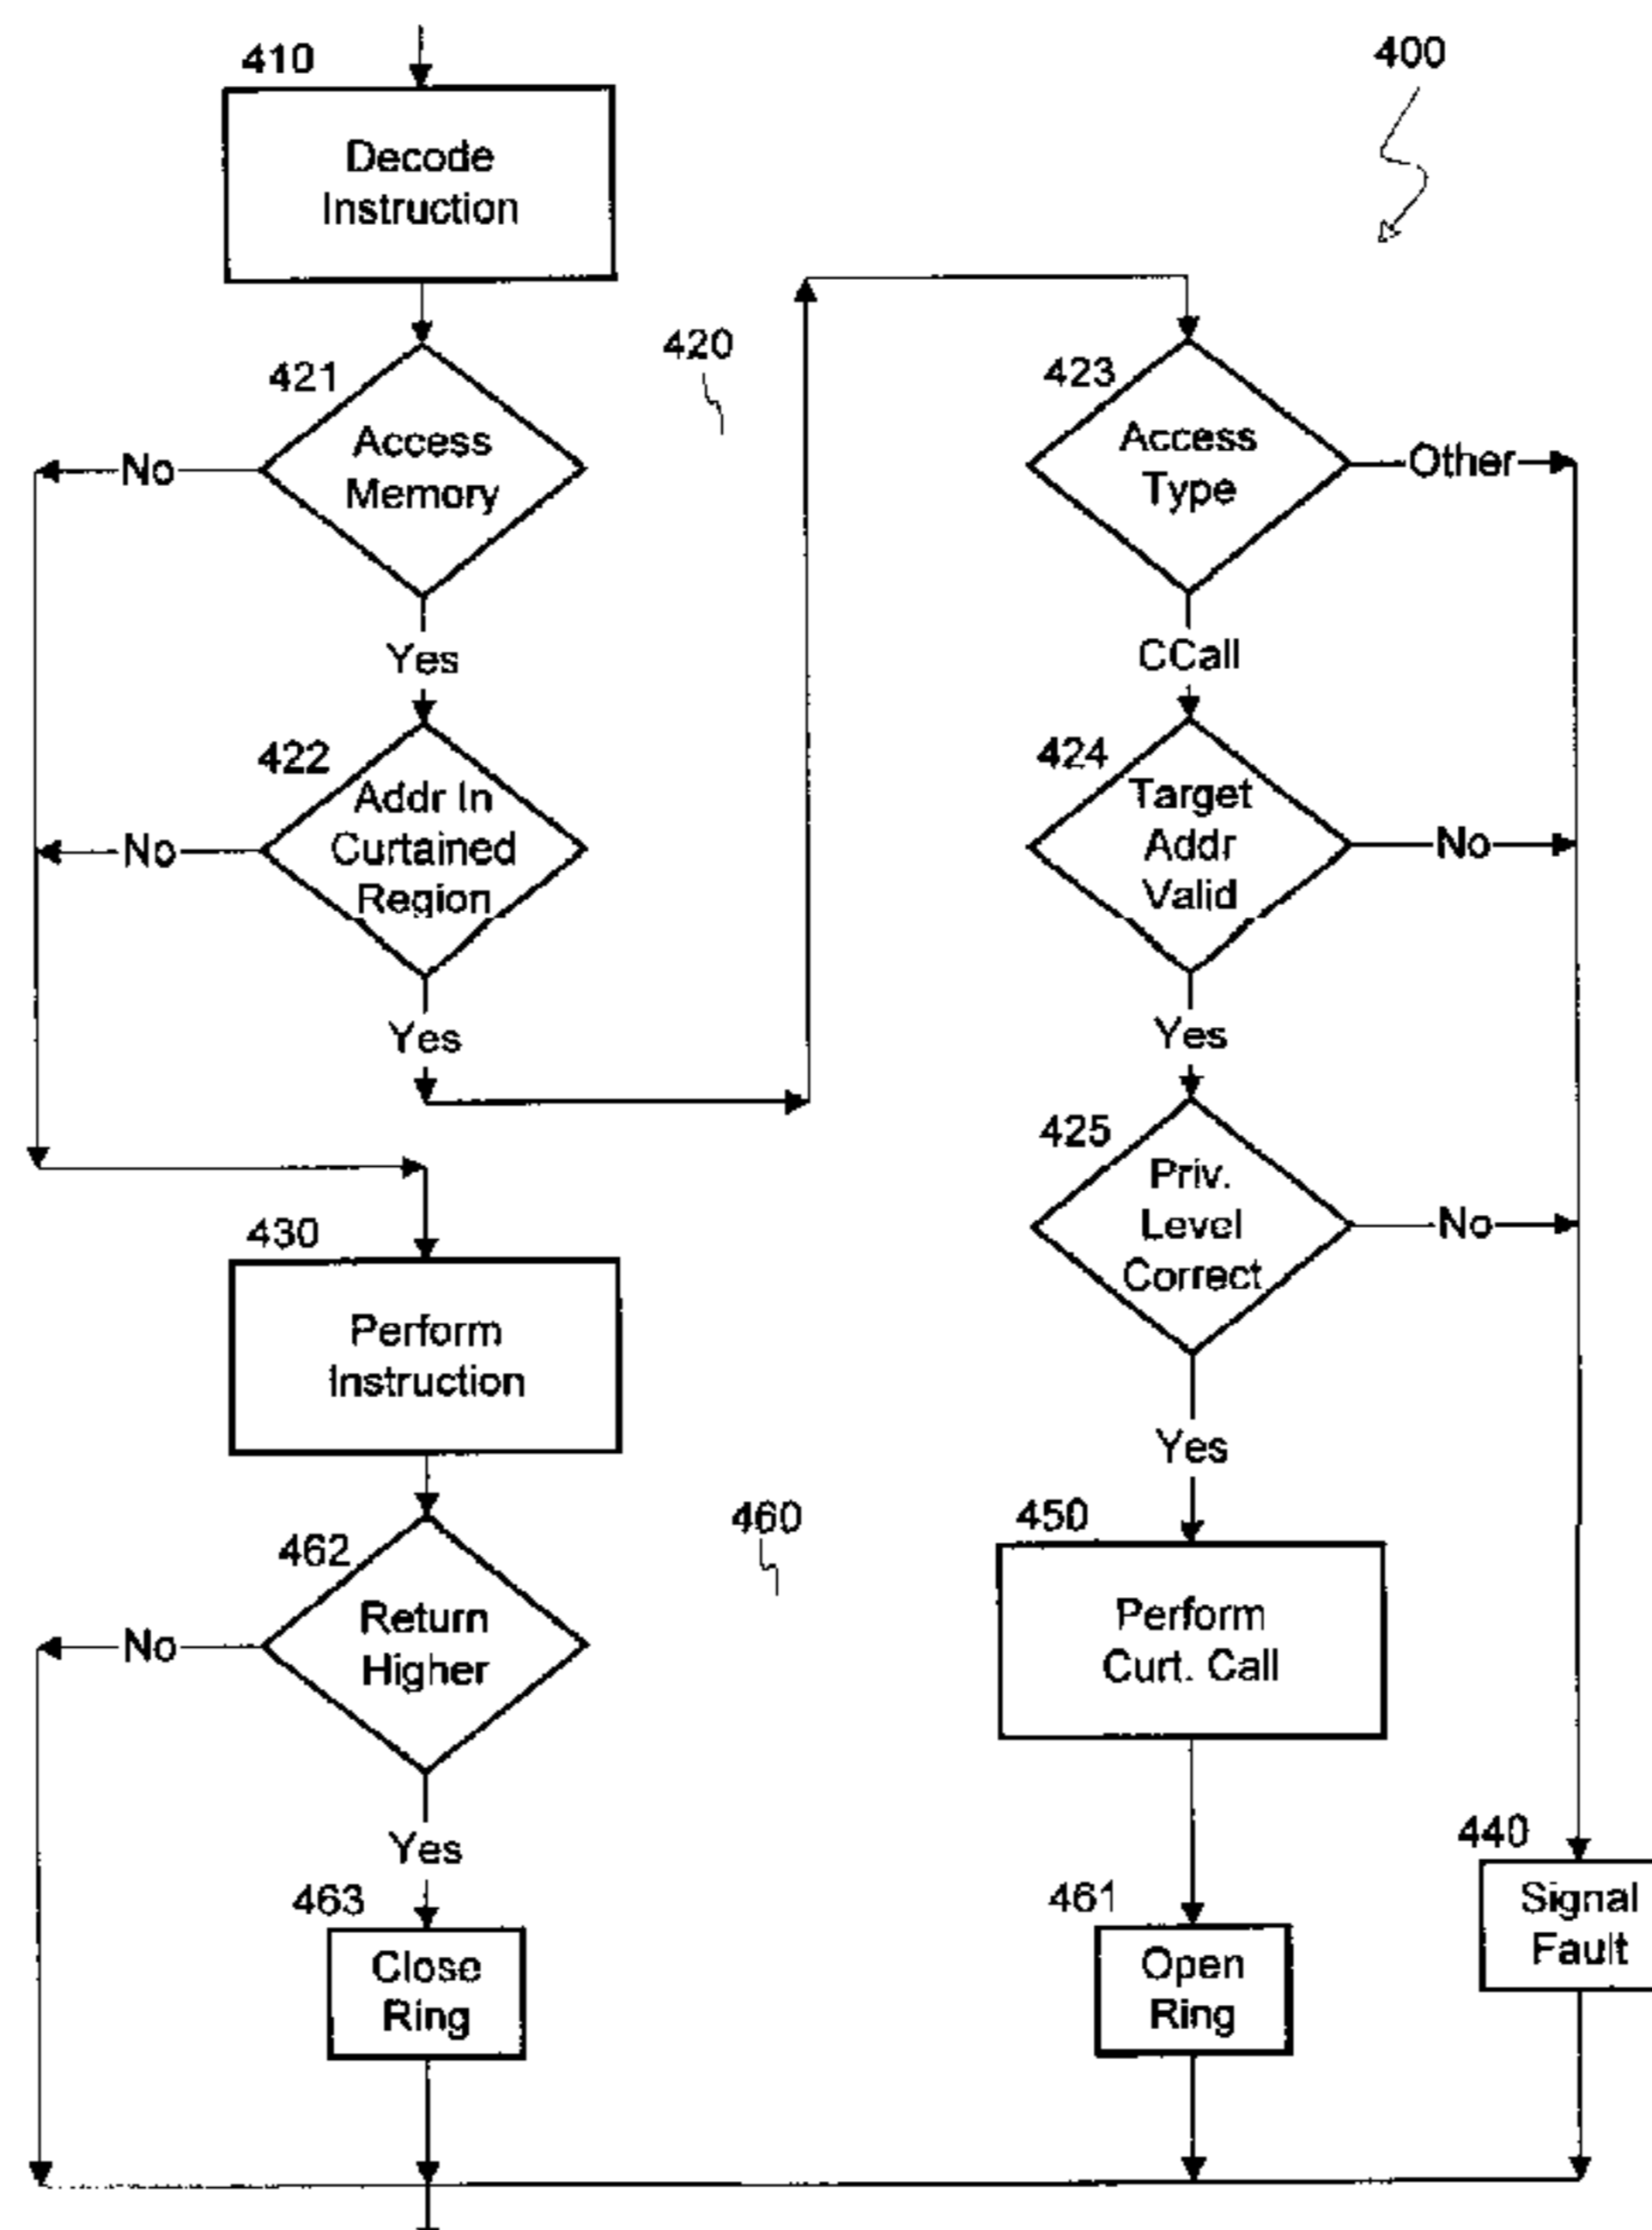 410
Decode
Instruction
400
420
421
Access
Memory
No
Yes
422
Addr In
Curtained
Region
No
Yes
423
Access
Type
Other
CCall
424
Target
Addr
Valid
No
Yes
425
Priv.
Level
Correct
No
Yes
430
Perform
Instruction
460
462
Return
Higher
No
Yes
463
Close
Ring
450
Perform
Curt. Call
461
Open
Ring
440
Signal
Fault